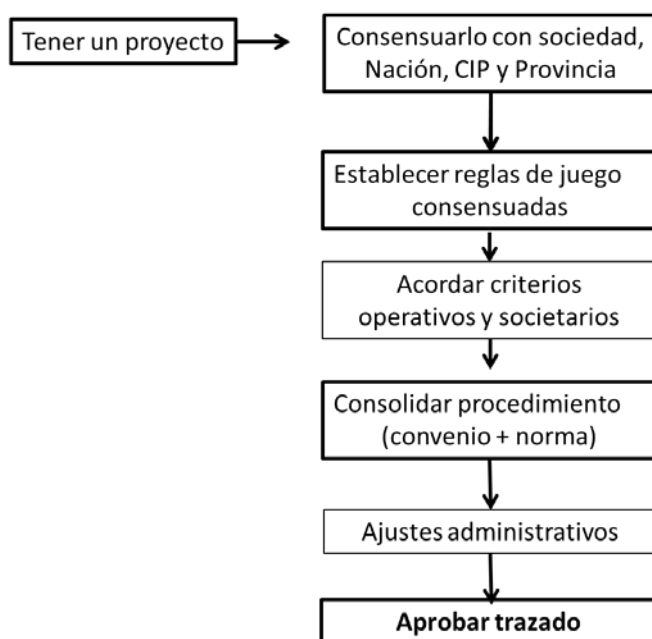 Tener un proyecto
Consensuarlo con sociedad,
Nación, CIP y Provincia
Establecer reglas de juego
consensuadas
Acordar criterios
operativos y societarios
Consolidar procedimiento
(convenio + norma)
Ajustes administrativos
Aprobar trazado